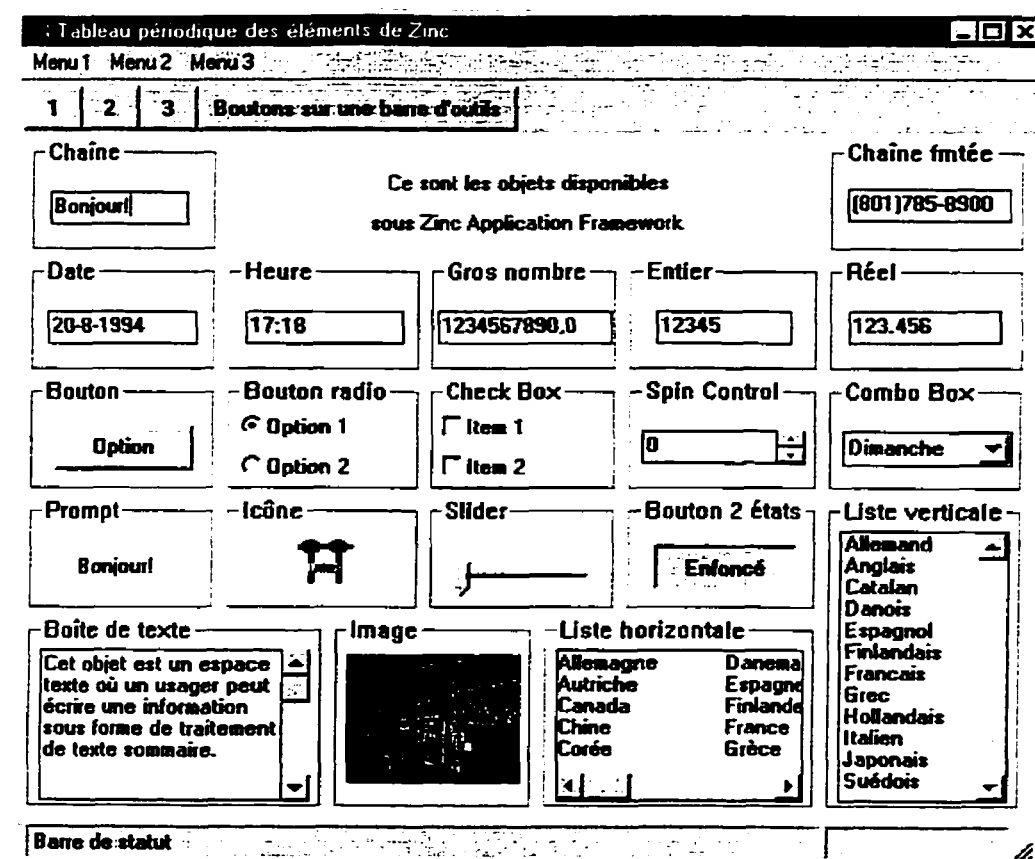 Tableau périodique des éléments de Zinc
Menu 1 Menu 2 Menu 3
1 2 3 Boutons sur une barre d'outils
Chaîne
Bonjour!
Ce sont les objets disponibles
sous Zinc Application Framework
Chaîne fmtée
(801)785-8900
Date
20-8-1994
Heure
17:18
Gros nombre
1234567890,0
Entier
12345
Réel
123.456
Bouton
Option
Bouton radio
Option 1
Option 2
Check Box
Item 1
Item 2
Spin Control
0
Combo Box
Dimanche
Prompt
Bonjour!
Icône
Slider
Bouton 2 états
Enfoncé
Liste verticale
Allemand
Anglais
Catalan
Danois
Espagnol
Finlandais
Francais
Grec
Hollandais
Italien
Japonais
Suédois
Boîte de texte
Cet objet est un espace
texte où un usager peut
écrire une information
sous forme de traitement
de texte sommaire.
Image
Liste horizontale
Allemagne Danema
Autriche Espagne
Canada Finlande
Chine France
Corée Grèce
Barre de statut